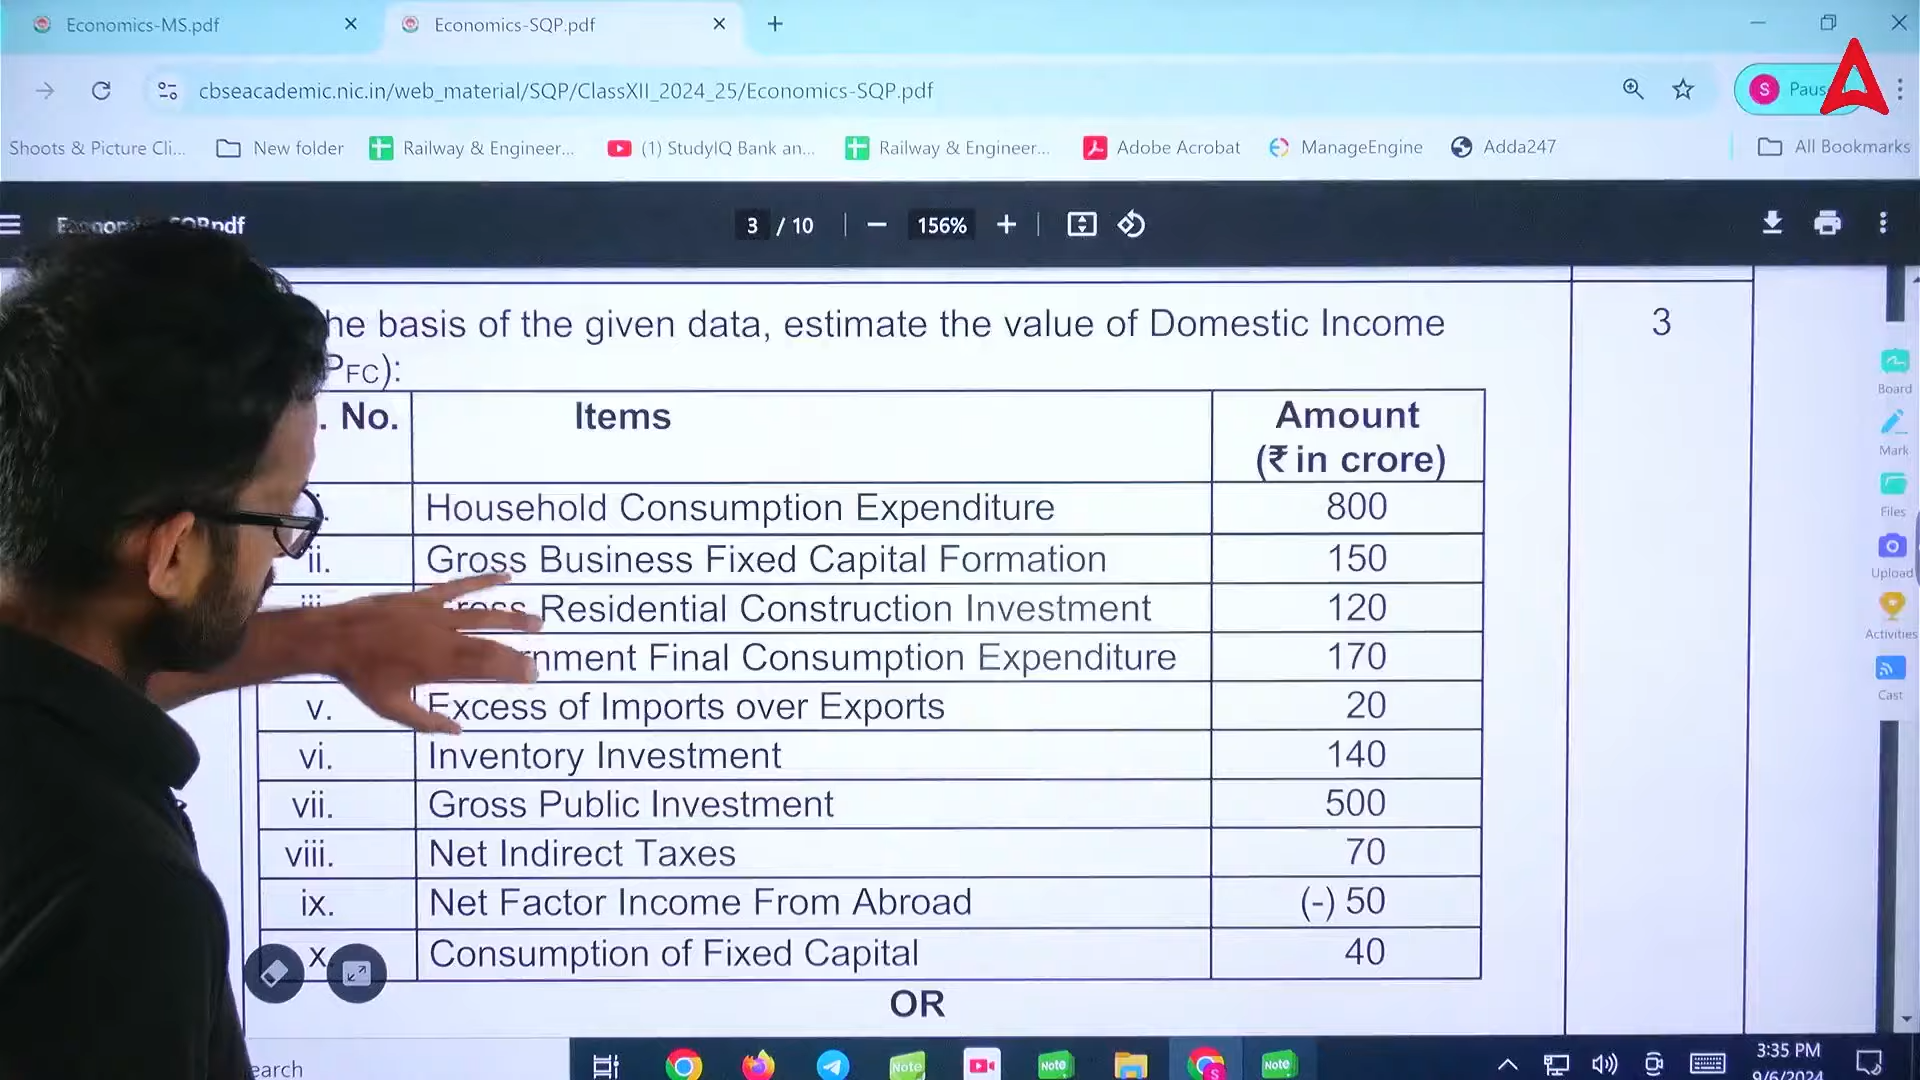 Economics-MS.pdf
Economics-SQP.pdf
cbseacademic.nic.in/web_material/SQP/ClassXII_2024_25/Economics-SQP.pdf
S
A
Shoots & Picture Cli...
New folder
Railway & Engineer...
(1) StudyIQ Bank an...
Railway & Engineer...
Adobe Acrobat
ManageEngine
Adda247
All Bookmarks
3 / 10
156%
he basis of the given data, estimate the value of Domestic Income
FC):
3
. No.
Items
Amount
(₹ in crore)
Household Consumption Expenditure 800
ii. Gross Business Fixed Capital Formation 150
Residential Construction Investment 120
nment Final Consumption Expenditure 170
v. Excess of Imports over Exports 20
vi. Inventory Investment 140
vii. Gross Public Investment 500
viii. Net Indirect Taxes 70
ix. Net Factor Income From Abroad (-) 50
x. Consumption of Fixed Capital 40
OR
Board
Mark
Files
Upload
Activities
Cast
earch
Note
Note
Note
3:35 PM
9/6/2024